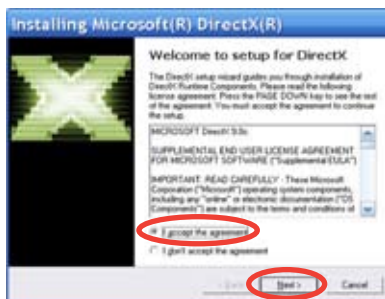 Installing Microsoft(R) DirectX(R)
Welcome to setup for DirectX
The DirectX setup wizard guides you through installation of
DirectX Runtime Components. Please read the following
license agreement. Press the PAGE DOWN key to see the rest
of the agreement. You must accept the agreement to continue
the setup.
MICROSOFT DirectX 9.0c
SUPPLEMENTAL END USER LICENSE AGREEMENT
FOR MICROSOFT SOFTWARE ("Supplemental EULA")
IMPORTANT: READ CAREFULLY - These Microsoft
Corporation ("Microsoft") operating system components,
including any "online" or electronic documentation ("OS
Components") are subject to the terms and conditions of
I accept the agreement
I don't accept the agreement
Next >
Cancel